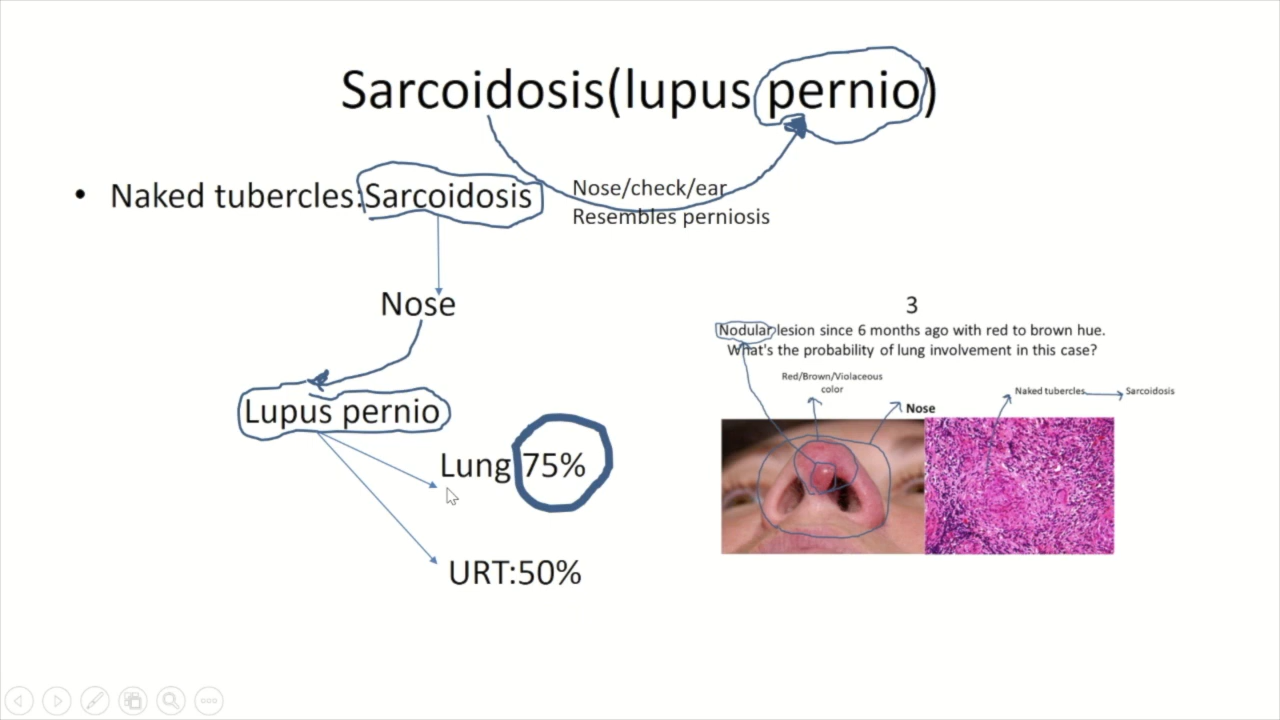 Sarcoidosis(lupus pernio)
• Naked tubercles:Sarcoidosis
Nose/check/ear
Resembles perniosis
Nose
Lupus pernio
Lung 75%
URT:50%
3
Nodular lesion since 6 months ago with red to brown hue.
What's the probability of lung involvement in this case?
Red/Brown/Violaceous
color
Nose
Naked tubercles
Sarcoidosis